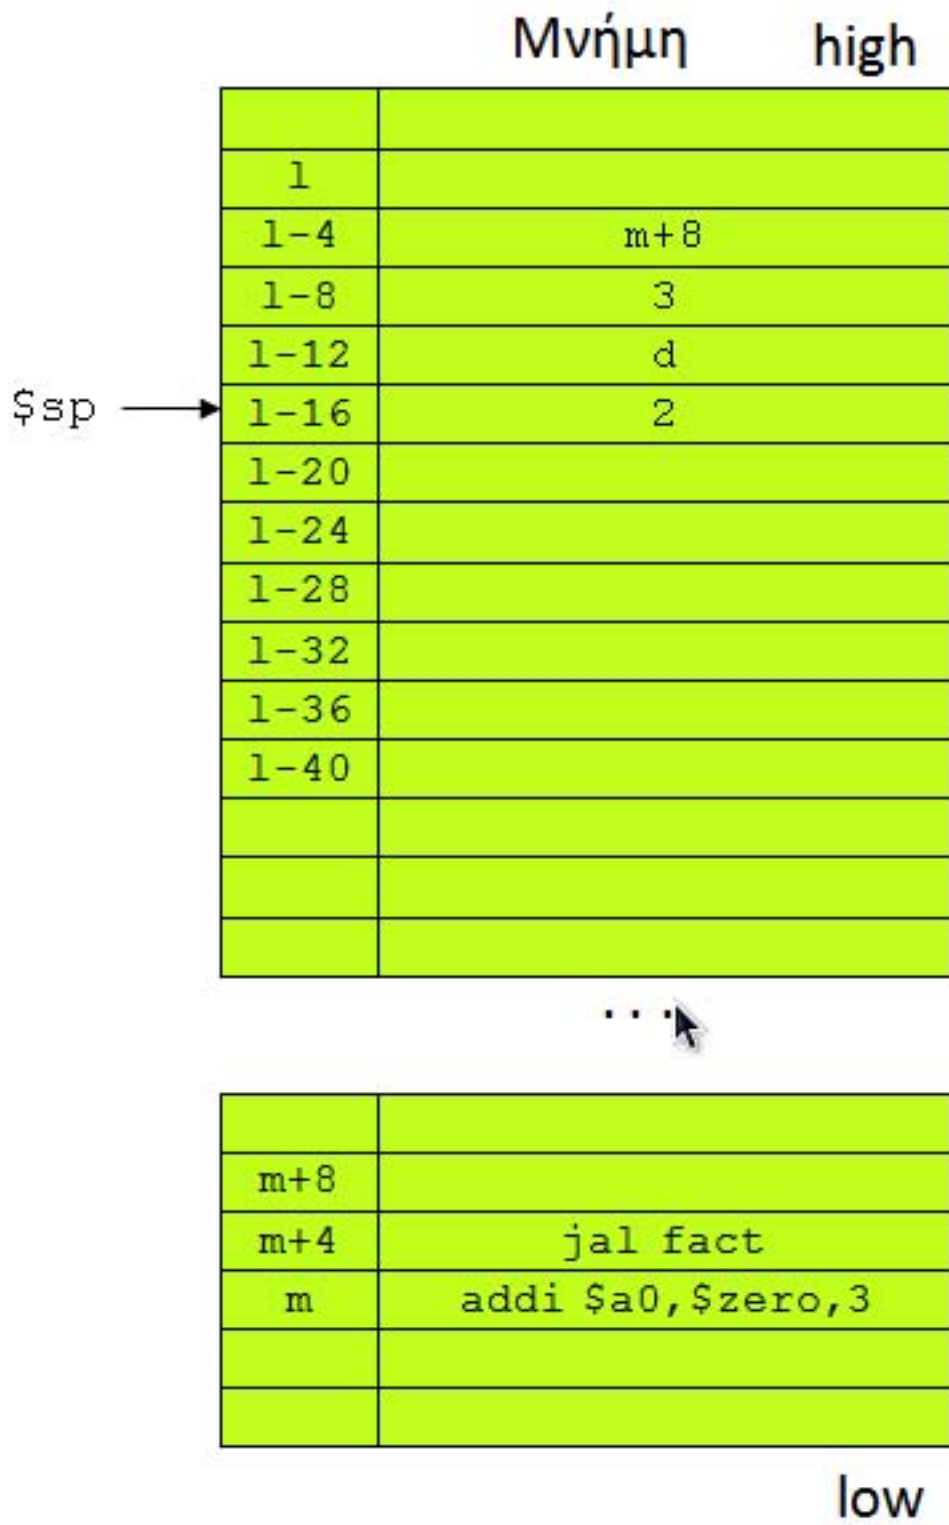 Μνήμη high
l
l-4 m+8
l-8 3
l-12 d
$sp l-16 2
l-20
l-24
l-28
l-32
l-36
l-40
...
m+8
m+4 jal fact
m addi $a0,$zero,3
low